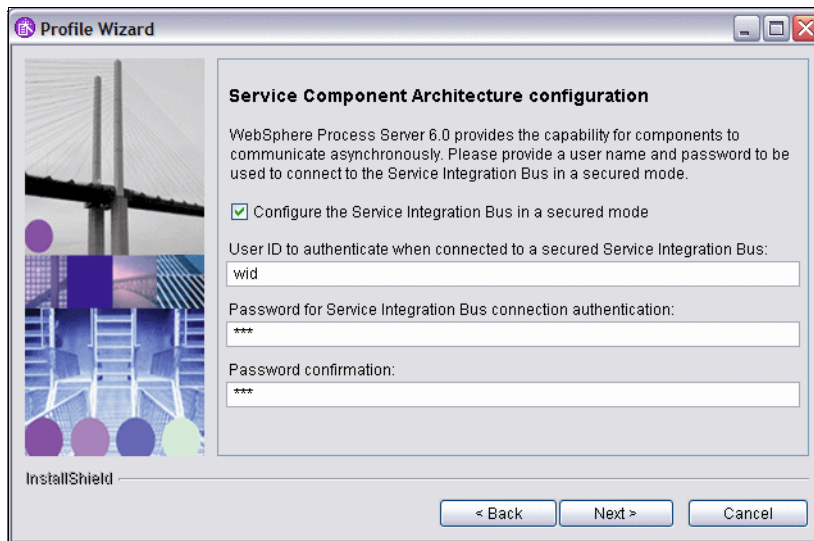 Profile Wizard
Service Component Architecture configuration
WebSphere Process Server 6.0 provides the capability for components to
communicate asynchronously. Please provide a user name and password to be
used to connect to the Service Integration Bus in a secured mode.
Configure the Service Integration Bus in a secured mode
User ID to authenticate when connected to a secured Service Integration Bus:
wid
Password for Service Integration Bus connection authentication:
***
Password confirmation:
***
InstallShield
< Back
Next >
Cancel